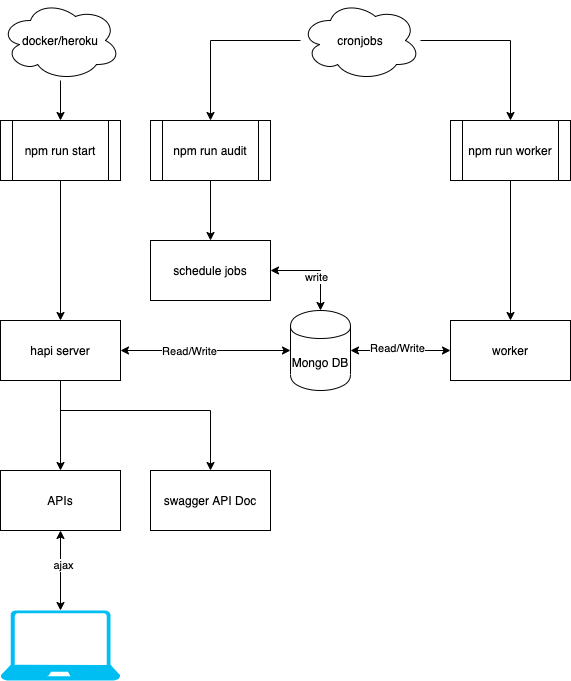 docker/heroku
cronjobs
npm run start
npm run audit
npm run worker
schedule jobs
write
hapi server
Read/Write
Mongo DB
Read/Write
worker
APIs
swagger API Doc
ajax